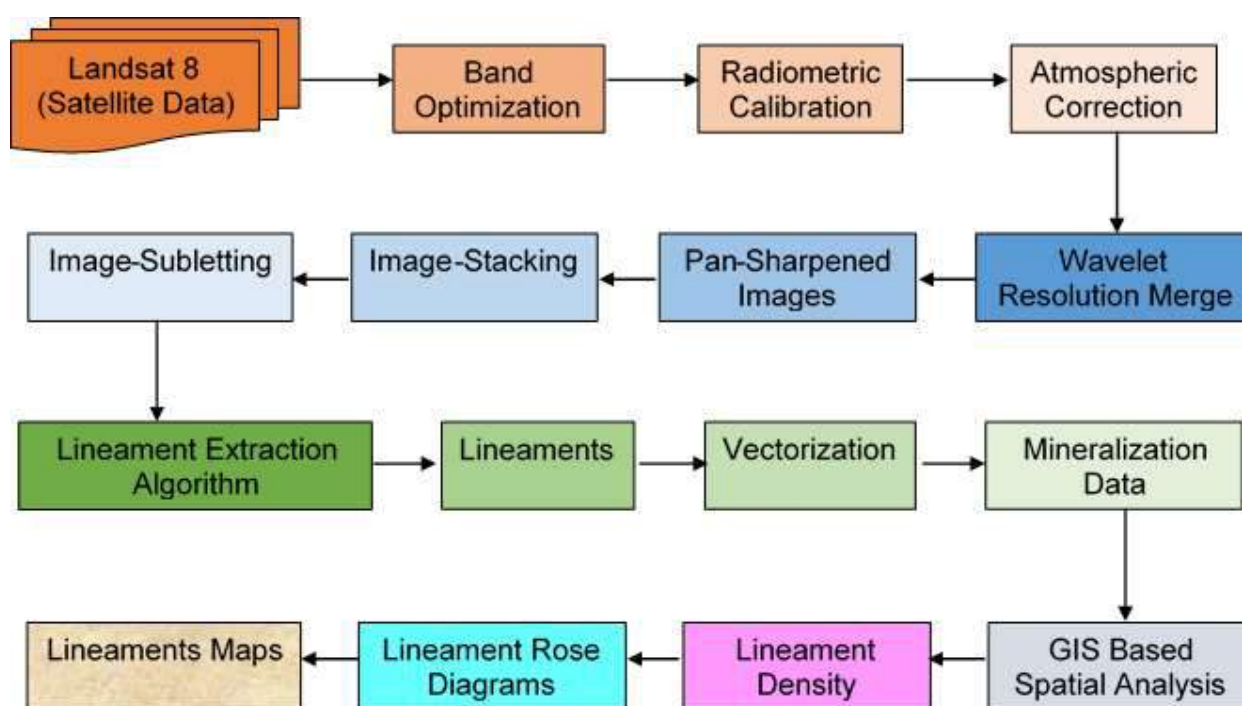 Landsat 8
(Satellite Data)
Band
Optimization
Radiometric
Calibration
Atmospheric
Correction
Wavelet
Resolution Merge
Pan-Sharpened
Images
Image-Stacking
Image-Subletting
Lineament Extraction
Algorithm
Lineaments
Vectorization
Mineralization
Data
GIS Based
Spatial Analysis
Lineament
Density
Lineament Rose
Diagrams
Lineaments Maps